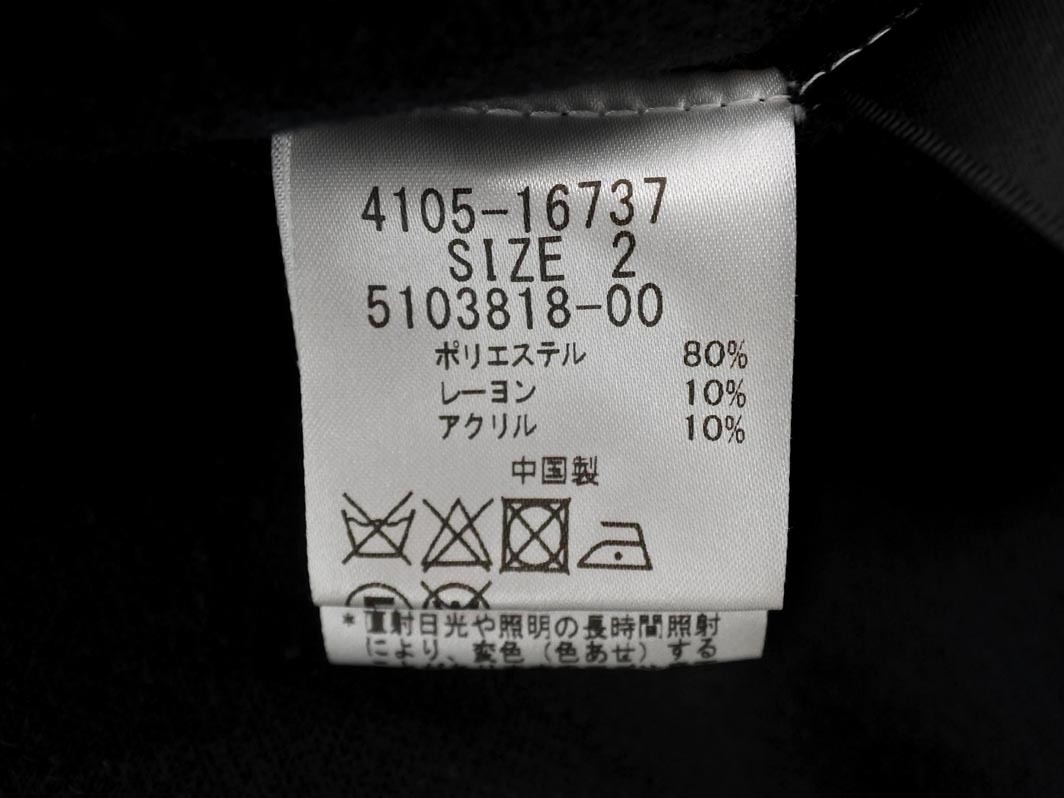 4105-16737
SIZE 2
5103818-00
ポリエステル 80%
レーヨン 10%
アクリル 10%
中国製
*直射日光や照明の長時間照射
により、変色（色あせ）する